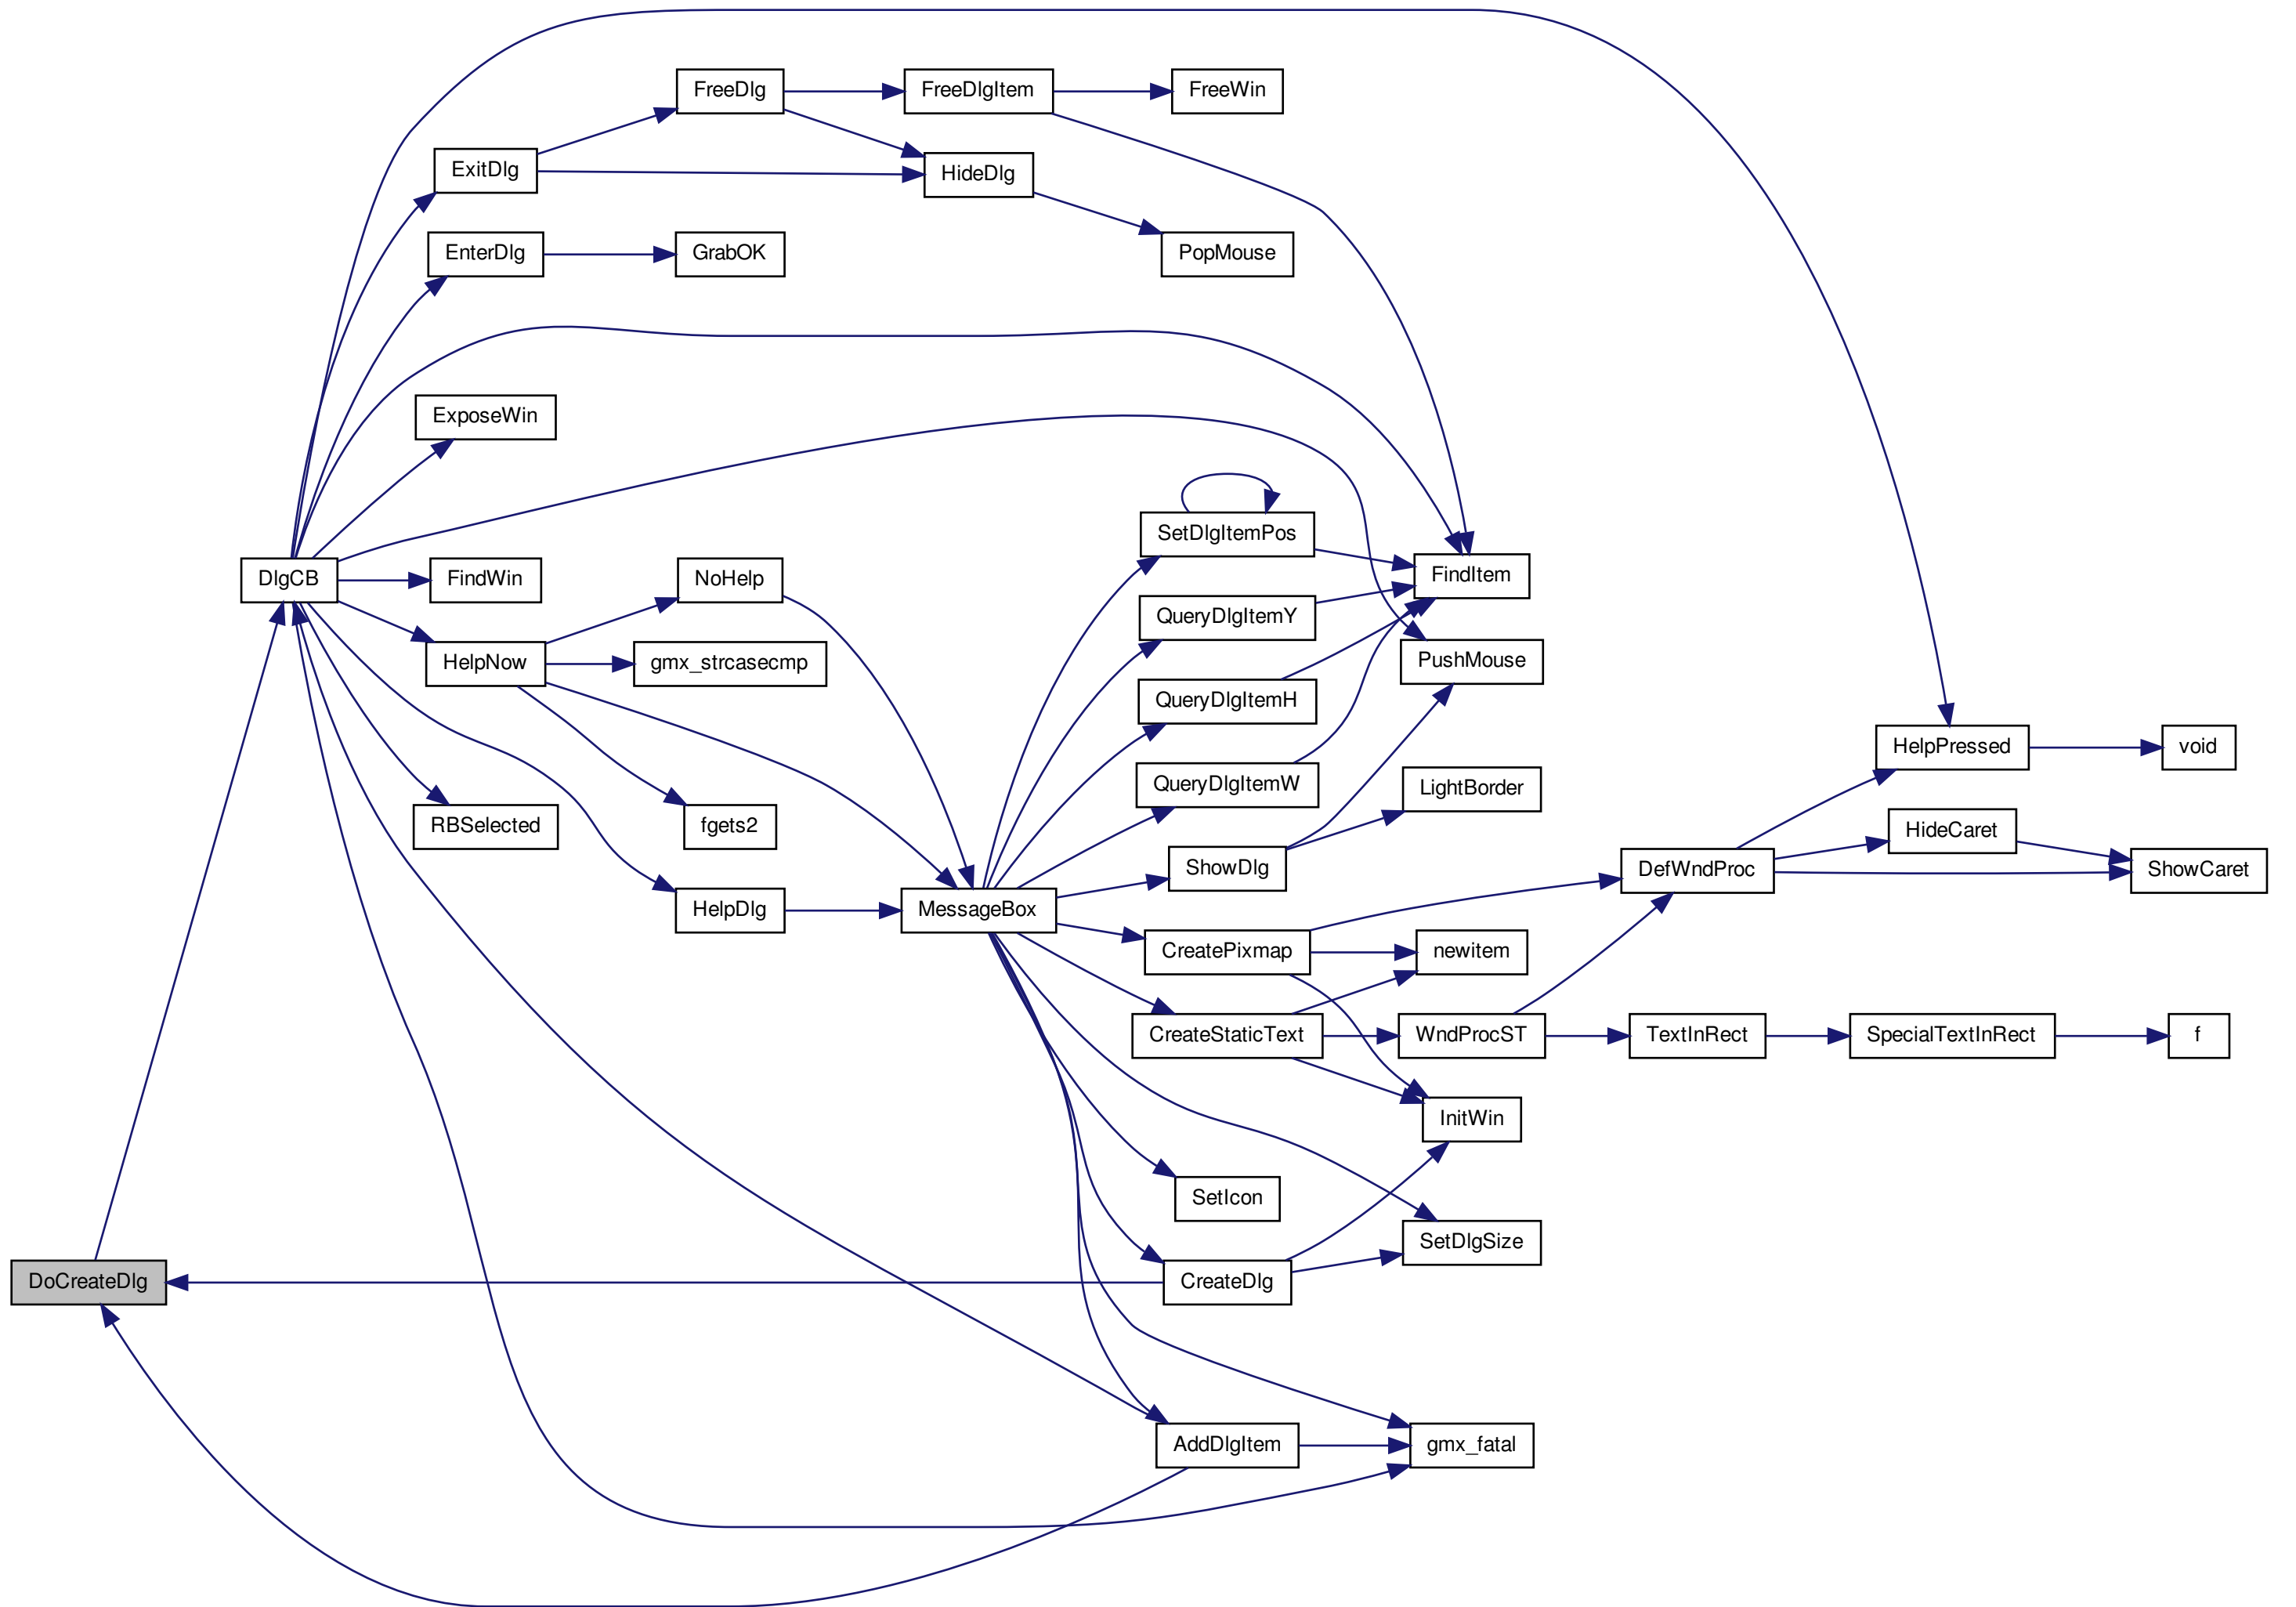 FreeDlg
FreeDlgItem
FreeWin
ExitDlg
HideDlg
EnterDlg
GrabOK
PopMouse
ExposeWin
SetDlgItemPos
DlgCB
FindWin
NoHelp
FindItem
QueryDlgItemY
HelpNow
gmx_strcasecmp
PushMouse
QueryDlgItemH
HelpPressed
void
QueryDlgItemW
LightBorder
RBSelected
fgets2
HideCaret
ShowDlg
DefWndProc
ShowCaret
HelpDlg
MessageBox
CreatePixmap
newitem
CreateStaticText
WndProcST
TextInRect
SpecialTextInRect
f
InitWin
SetIcon
SetDlgSize
DoCreateDlg
CreateDlg
AddDlgItem
gmx_fatal